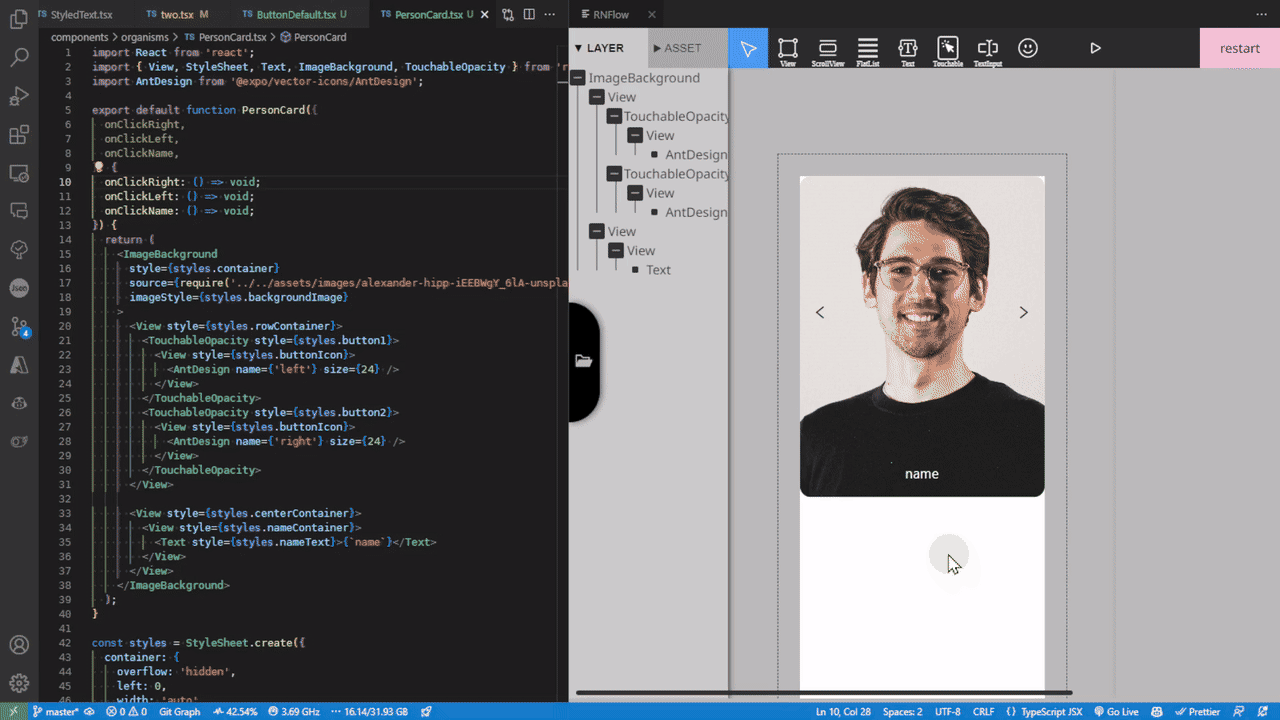 StyledText.tsx
two.tsx M
ButtonDefault.tsx U
PersonCard.tsx U
components > organisms > PersonCard.tsx > PersonCard
1 import React from 'react';
2 import { View, StyleSheet, Text, ImageBackground, TouchableOpacity } from 'r
3 import AntDesign from '@expo/vector-icons/AntDesign';
4
5 export default function PersonCard({
6 onClickRight,
7 onClickLeft,
8 onClickName,
9 {
10 onClickRight: () => void;
11 onClickLeft: () => void;
12 onClickName: () => void;
13 }) {
14 return (
15 <ImageBackground
16 style={styles.container}
17 source={require('../../assets/images/alexander-hipp-iEEBWgY_6lA-unspla
18 imageStyle={styles.backgroundImage}
19 >
20 <View style={styles.rowContainer}>
21 <TouchableOpacity style={styles.button1}>
22 <View style={styles.buttonIcon}>
23 <AntDesign name={'left'} size={24} />
24 </View>
25 </TouchableOpacity>
26 <TouchableOpacity style={styles.button2}>
27 <View style={styles.buttonIcon}>
28 <AntDesign name={'right'} size={24} />
29 </View>
30 </TouchableOpacity>
31 </View>
32
33 <View style={styles.centerContainer}>
34 <View style={styles.nameContainer}>
35 <Text style={styles.nameText}>{`name`}</Text>
36 </View>
37 </View>
38 </ImageBackground>
39 );
40 }
41
42 const styles = StyleSheet.create({
43 container: {
44 overflow: 'hidden',
45 left: 0,
46 width: 'auto'
Json
4
RNFlow
LAYER
ASSET
View
ScrollView
FlatList
Text
Touchable
TextInput
restart
ImageBackground
View
TouchableOpacity
View
AntDesign
TouchableOpacity
View
AntDesign
View
View
Text
name
master*
0 0
Git Graph
42.54%
3.69 GHz
16.14/31.93 GB
Ln 10, Col 28
Spaces: 2
UTF-8
CRLF
{} TypeScript JSX
Go Live
Prettier